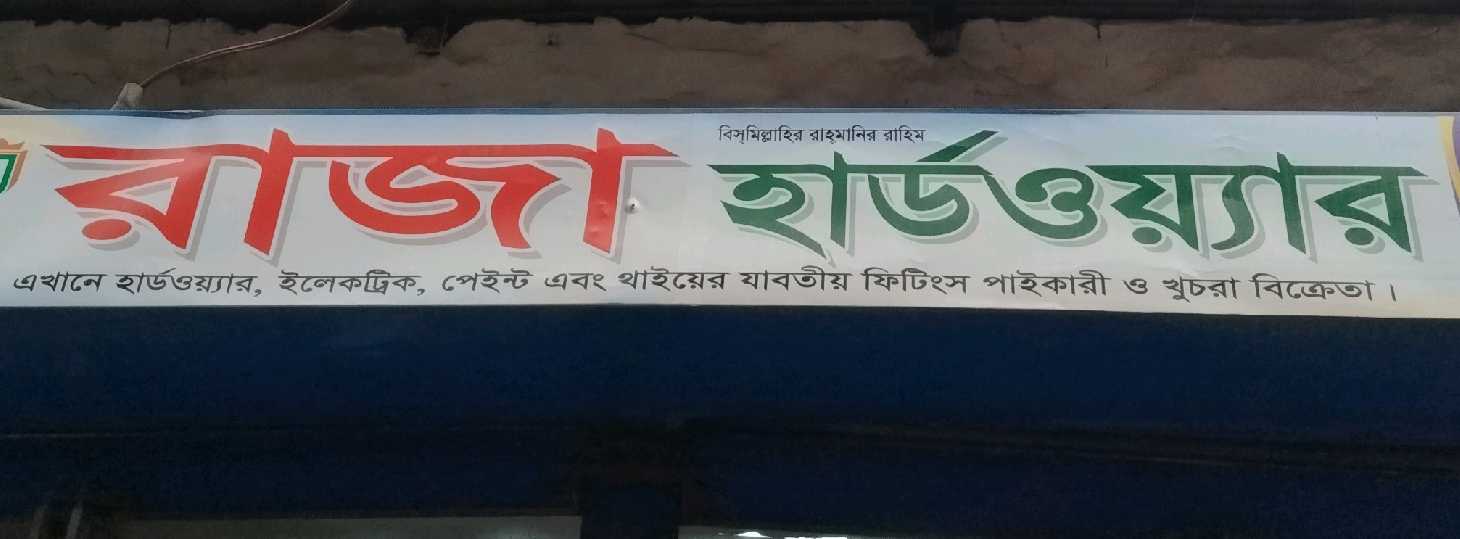 বিস্‌মিল্লাহির রাহ্‌মানির রাহিম
রাজা হার্ডওয়্যার
এখানে হার্ডওয়্যার, ইলেকট্রিক, পেইন্ট এবং থাইয়ের যাবতীয় ফিটিংস পাইকারী ও খুচরা বিক্রেতা।